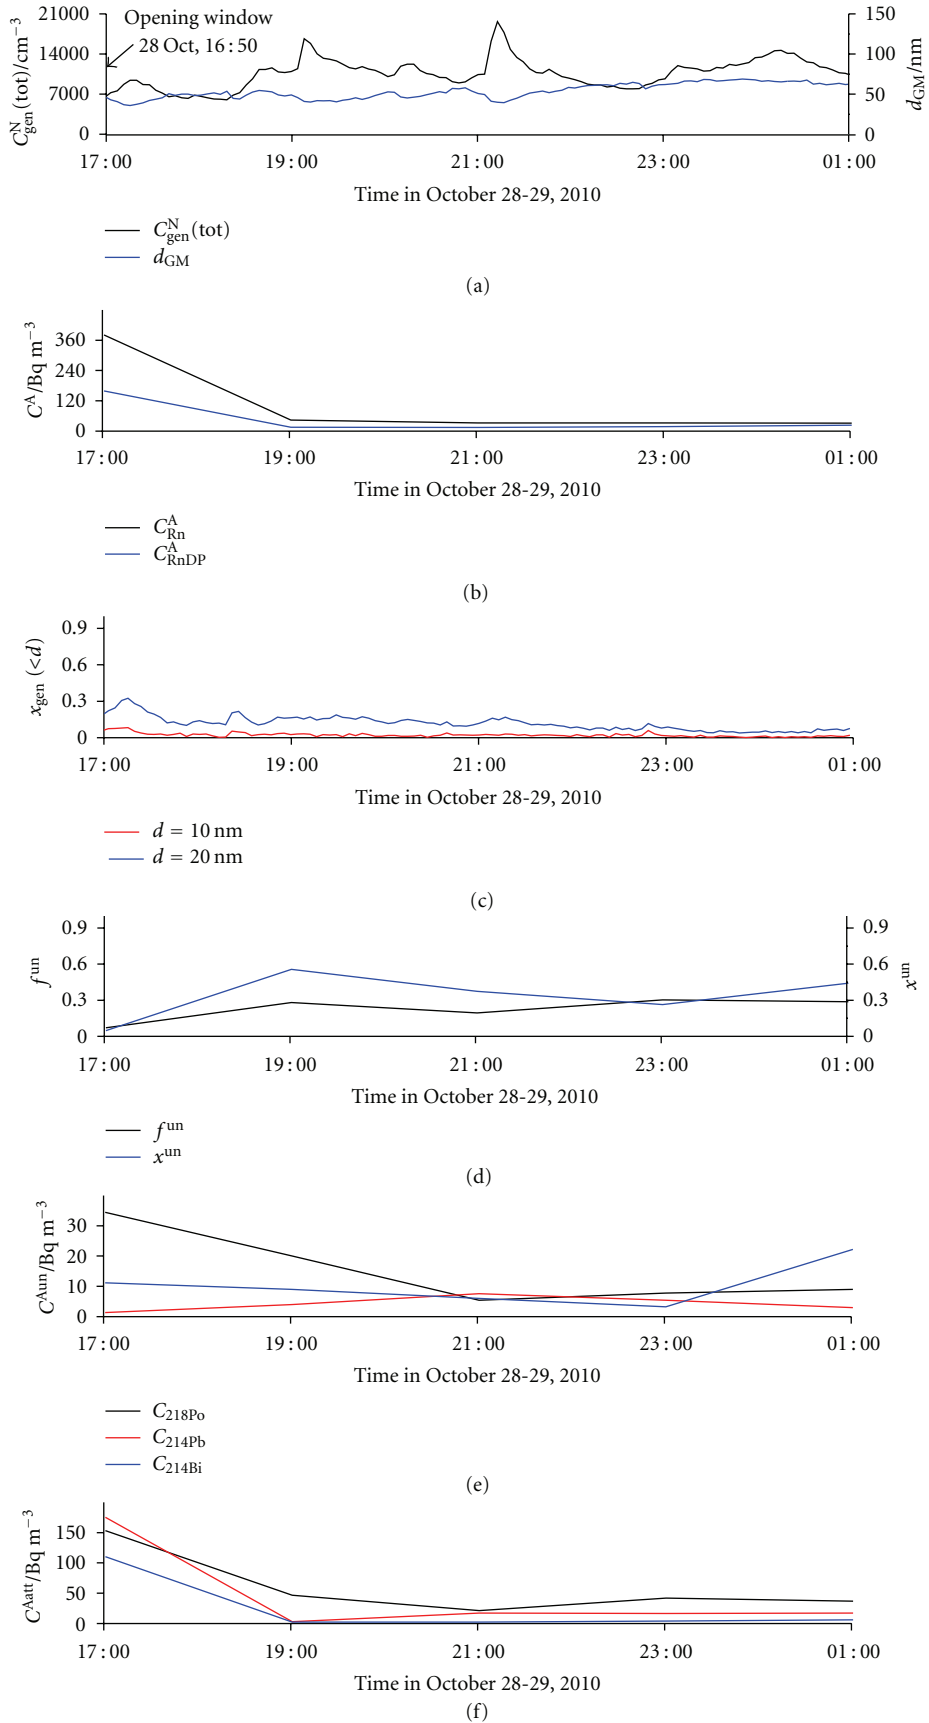 Opening window
28 Oct, 16:50
C^N_gen(tot)/cm−3
21000
14000
7000
0
150
100
50
0
d_GM/nm
17:00 19:00 21:00 23:00 01:00
Time in October 28-29, 2010
C^N_gen(tot)
d_GM
(a)
C^A/Bq m−3
360
240
120
0
17:00 19:00 21:00 23:00 01:00
Time in October 28-29, 2010
C^A_Rn
C^A_RnDP
(b)
x_gen (<d)
0.9
0.6
0.3
0
17:00 19:00 21:00 23:00 01:00
Time in October 28-29, 2010
d = 10 nm
d = 20 nm
(c)
f^un
0.9
0.6
0.3
0
0.9
0.6
0.3
0
x^un
17:00 19:00 21:00 23:00 01:00
Time in October 28-29, 2010
f^un
x^un
(d)
C^Aun/Bq m−3
30
20
10
0
17:00 19:00 21:00 23:00 01:00
Time in October 28-29, 2010
C_218Po
C_214Pb
C_214Bi
(e)
C^Aatt/Bq m−3
150
100
50
0
17:00 19:00 21:00 23:00 01:00
Time in October 28-29, 2010
(f)